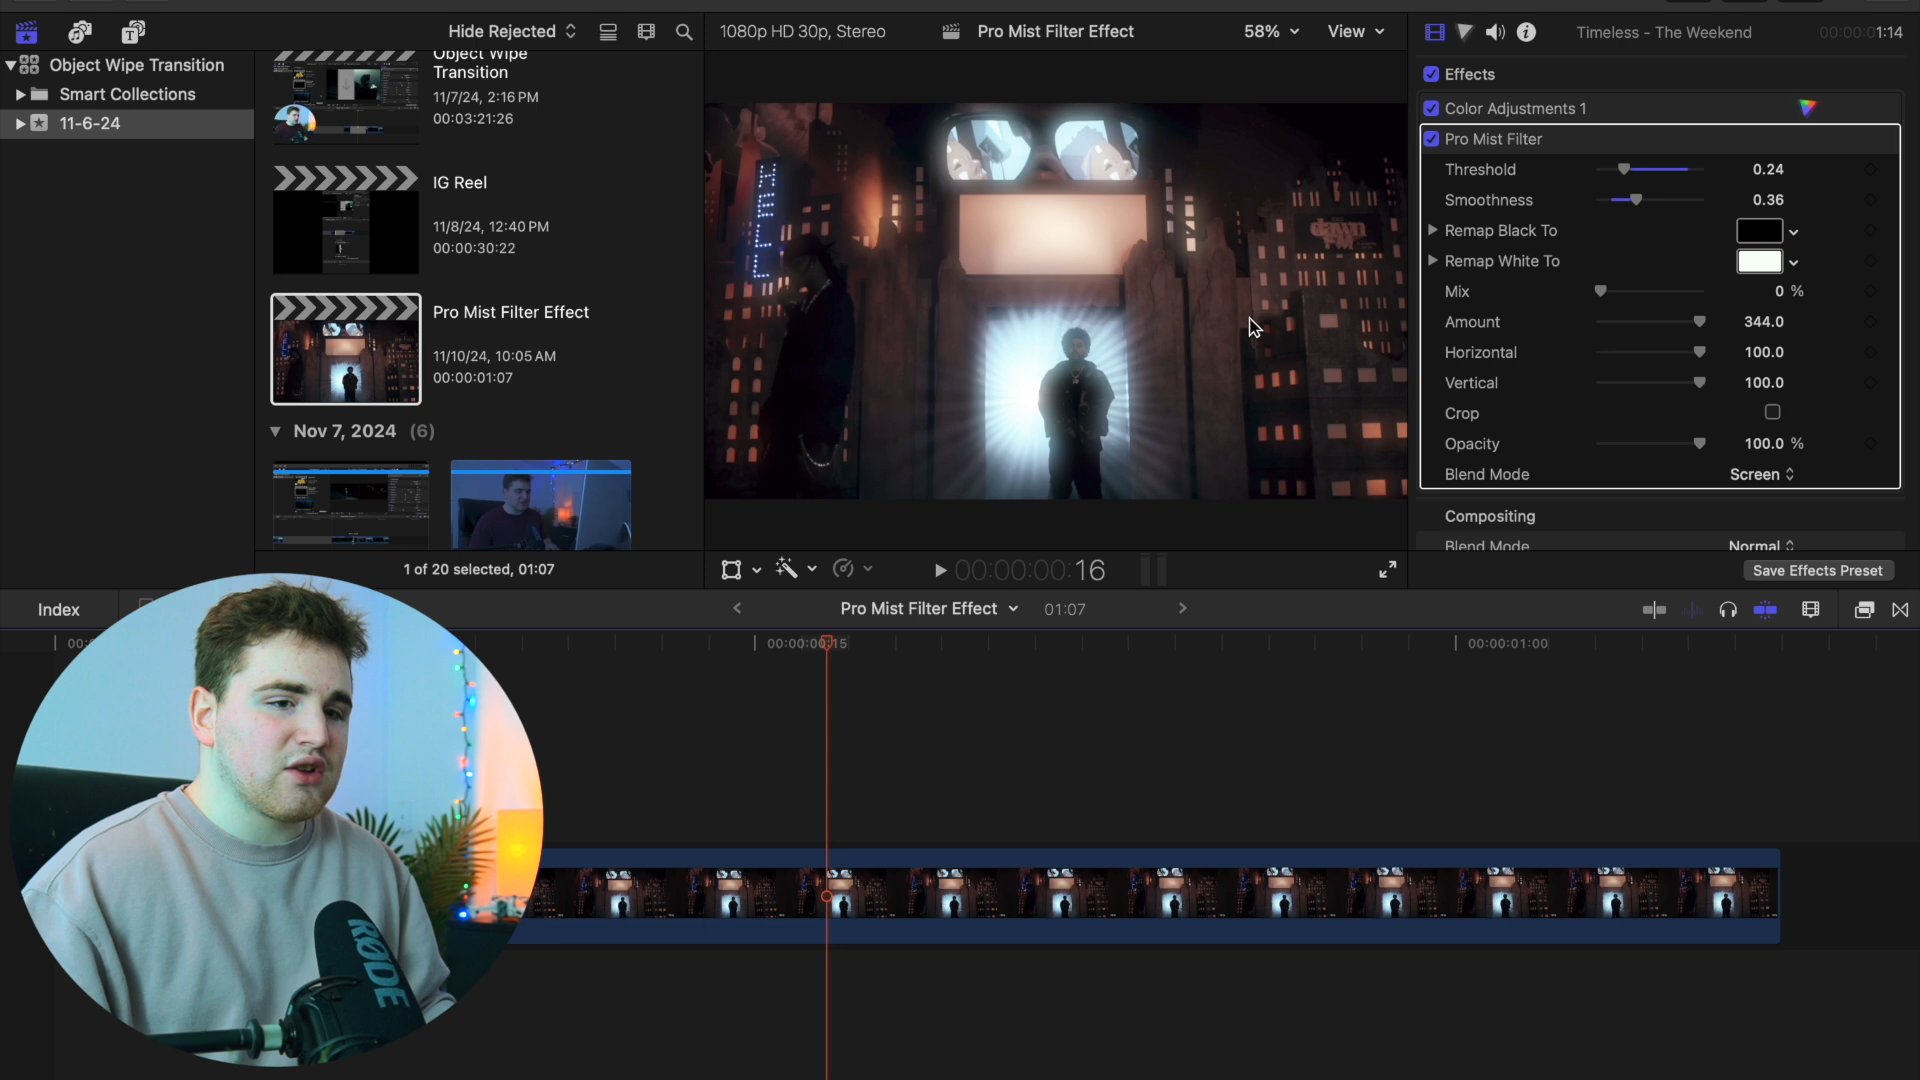 Hide Rejected
1080p HD 30p, Stereo
Pro Mist Filter Effect
58%
View
Timeless - The Weekend
00:00:01:14
Object Wipe Transition
Smart Collections
11-6-24
Object Wipe
Transition
11/7/24, 2:16 PM
00:03:21:26
IG Reel
11/8/24, 12:40 PM
00:00:30:22
Pro Mist Filter Effect
11/10/24, 10:05 AM
00:00:01:07
Nov 7, 2024 (6)
1 of 20 selected, 01:07
HELL
dawn
FM
00:00:00:16
Effects
Color Adjustments 1
Pro Mist Filter
Threshold 0.24
Smoothness 0.36
Remap Black To
Remap White To
Mix 0 %
Amount 344.0
Horizontal 100.0
Vertical 100.0
Crop
Opacity 100.0 %
Blend Mode Screen
Compositing
Blend Mode Normal
Save Effects Preset
Index
Pro Mist Filter Effect 01:07
00:00:00:15
00:00:01:00
RØDE